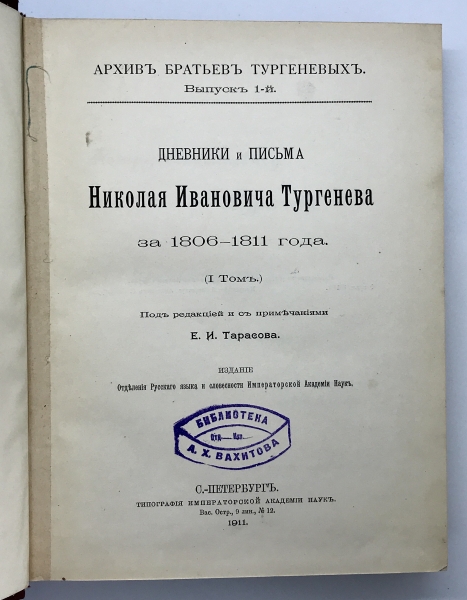 АРХИВЪ БРАТЬЕВЪ ТУРГЕНЕВЫХЪ.
Выпускъ 1-й.
ДНЕВНИКИ и ПИСЬМА
Николая Ивановича Тургенева
за 1806–1811 года.
(I Томъ.)
Подъ редакціей и съ примѣчаніями
Е. И. Тарасова.
ИЗДАНІЕ
Отдѣленія Русскаго языка и словесности Императорской Академіи Наукъ.
БИБЛИОТЕКА
А. Х. ВАХИТОВА
С.-ПЕТЕРБУРГЪ.
ТИПОГРАФІЯ ИМПЕРАТОРСКОЙ АКАДЕМІИ НАУКЪ.
Вас. Остр., 9 лин., № 12.
1911.